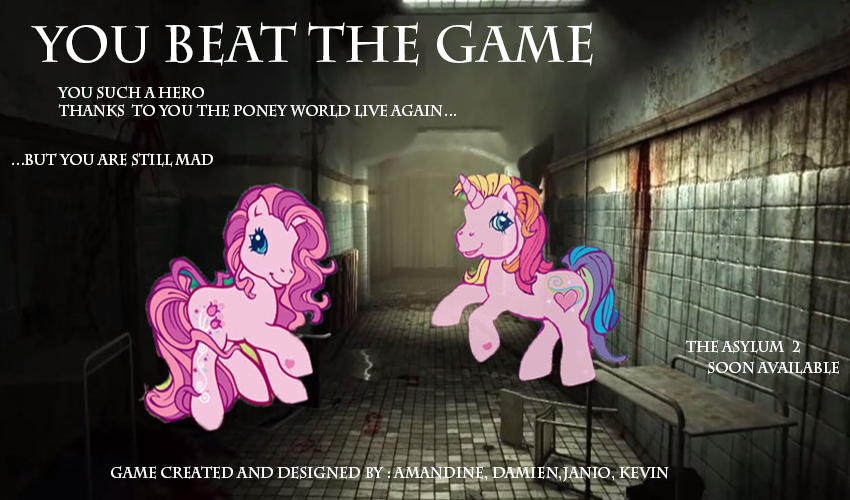 YOU BEAT THE GAME
YOU SUCH A HERO
THANKS TO YOU THE PONEY WORLD LIVE AGAIN...
...BUT YOU ARE STILL MAD
THE ASYLUM 2
SOON AVAILABLE
GAME CREATED AND DESIGNED BY : AMANDINE, DAMIEN,JANIO, KEVIN